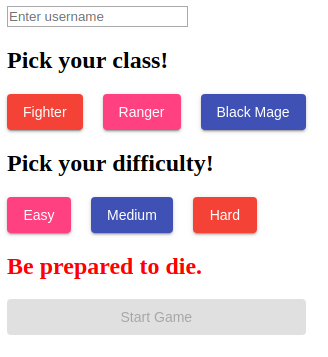 Enter username
Pick your class!
Fighter Ranger Black Mage
Pick your difficulty!
Easy Medium Hard
Be prepared to die.
Start Game